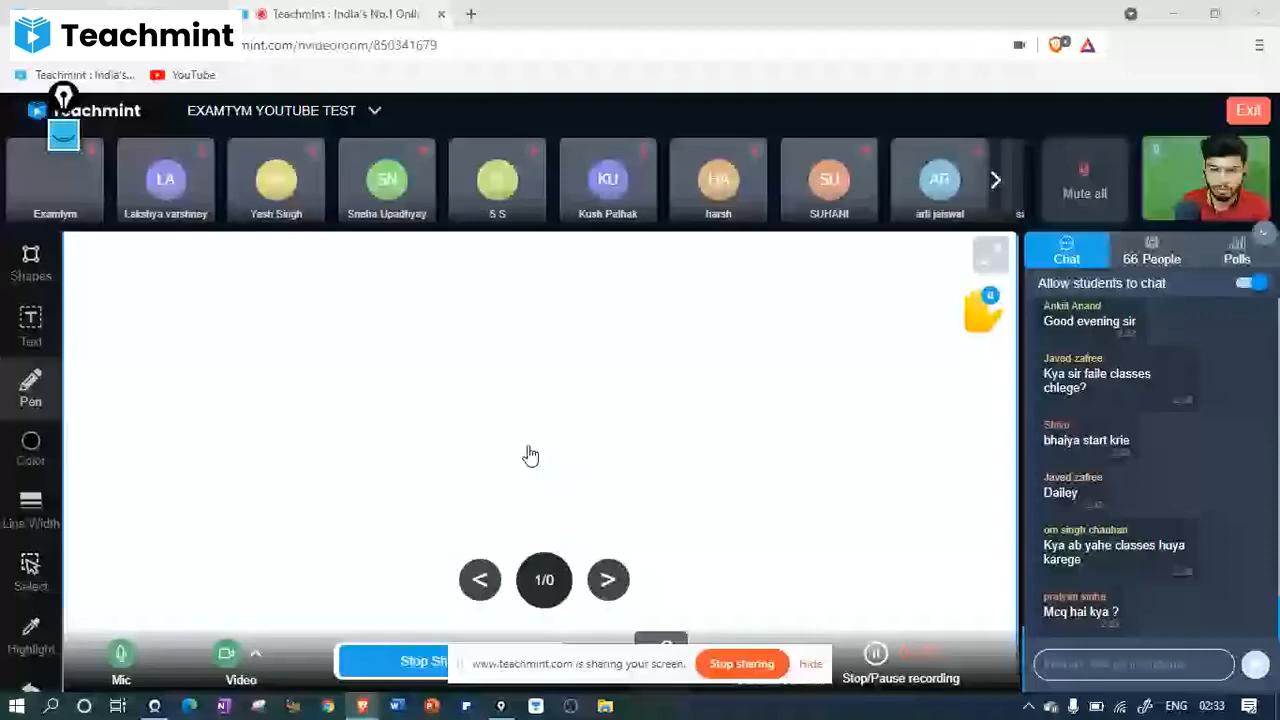 Teachmint
Teachmint : India's No.1 Onli
mint.com/nvideoroom/850341679
Teachmint : India's...
YouTube
Teachmint
EXAMTYM YOUTUBE TEST
Exit
Examtym
LA
Lakshya varshney
Yash Singh
SN
Sneha Upadhyay
S S
KU
Kush Pathak
HA
harsh
SU
SUHANI
AR
arti jaiswal
Mute all
Shapes
Text
Pen
Color
Line Width
Select
Highlight
4
Chat
66 People
Polls
Allow students to chat
Ankit Anand
Good evening sir
Javed zafree
Kya sir faile classes
chlege?
Shivu
bhaiya start krie
Javed zafree
Dailey
om singh chauhan
Kya ab yahe classes huya
karege
Mcq hai kya ?
<
1/0
>
Mic
Video
Stop Sh
www.teachmint.com is sharing your screen.
Stop sharing
Hide
Stop/Pause recording
ENG
02:33